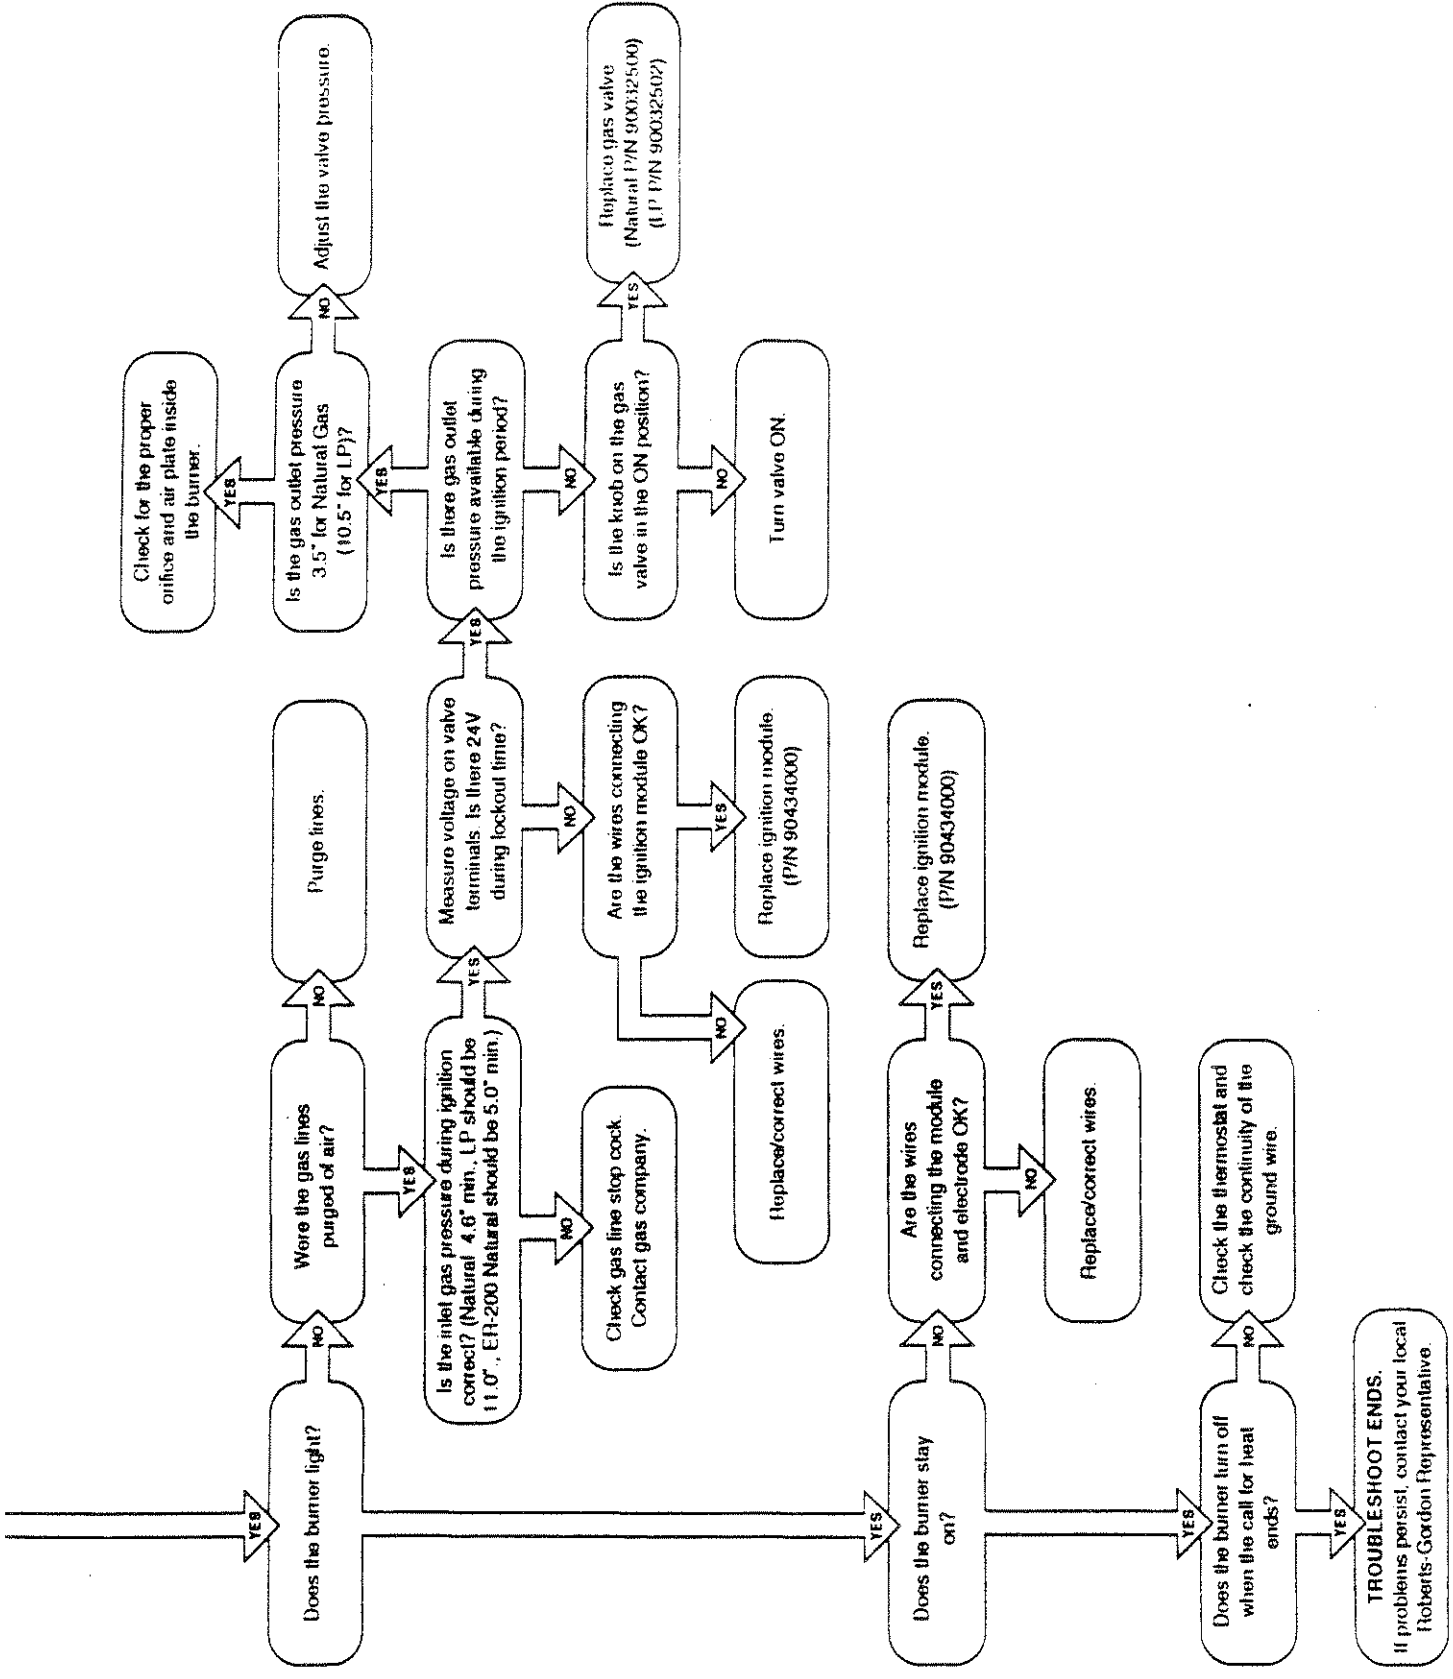 YES
Does the burner light?
NO
Were the gas lines
purged of air?
NO
Purge lines.
YES
Is the inlet gas pressure during ignition
correct? (Natural 4.6" min., LP should be
11.0"., ER-200 Natural should be 5.0" min.)
NO
Check gas line stop cock.
Contact gas company.
YES
Measure voltage on valve
terminals. Is there 24V
during lockout time?
NO
Are the wires connecting
the ignition module OK?
NO
Replace/correct wires.
YES
Replace ignition module.
(P/N 90434000)
YES
Is there gas outlet
pressure available during
the ignition period?
YES
Is the gas outlet pressure
3.5" for Natural Gas
(10.5" for LP)?
YES
Check for the proper
orifice and air plate inside
the burner.
NO
Adjust the valve pressure.
NO
Is the knob on the gas
valve in the ON position?
YES
Replace gas valve
(Natural P/N 90032500)
(LP P/N 90032502)
NO
Turn valve ON.
YES
Does the burner stay
on?
NO
Are the wires
connecting the module
and electrode OK?
YES
Replace ignition module.
(P/N 90434000)
NO
Replace/correct wires.
YES
Does the burner turn off
when the call for heat
ends?
NO
Check the thermostat and
check the continuity of the
ground wire.
YES
TROUBLESHOOT ENDS.
If problems persist, contact your local
Roberts-Gordon Representative.